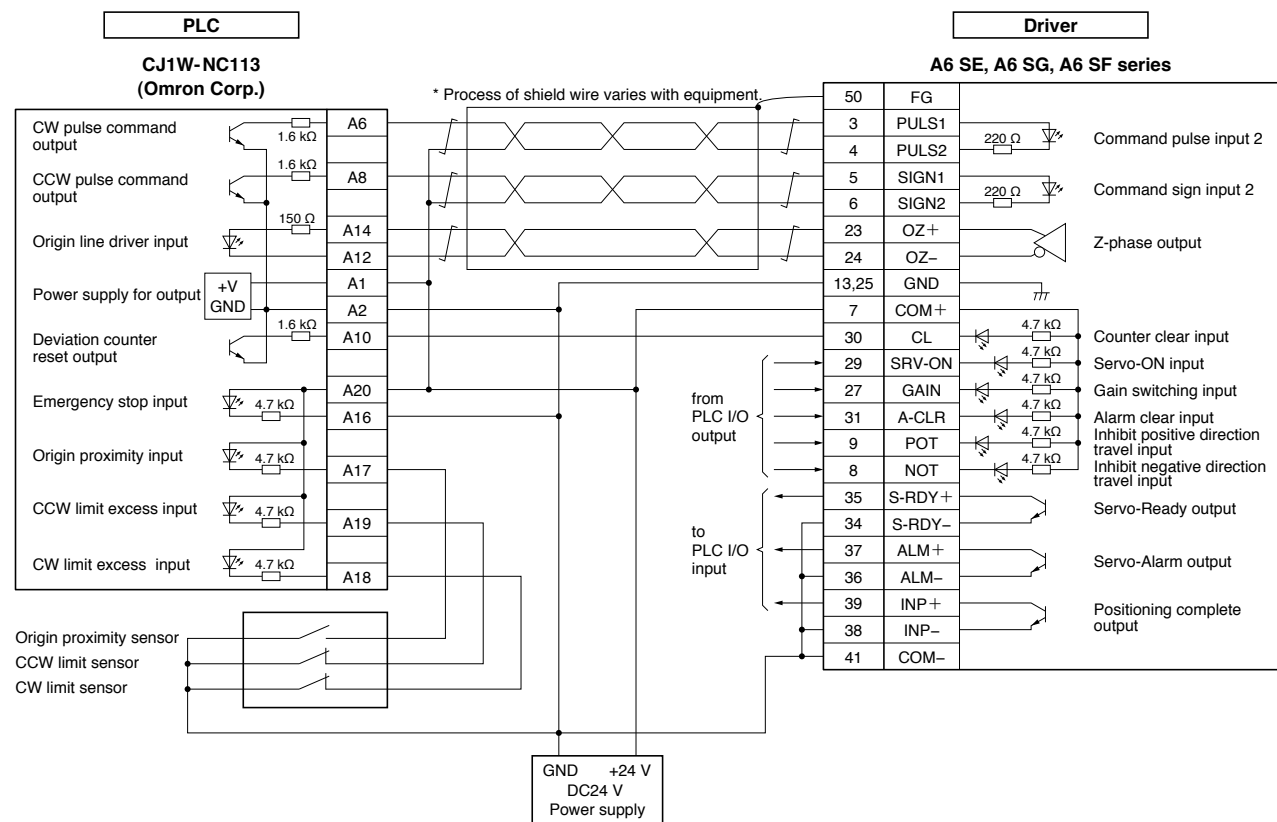 PLC
Driver
CJ1W-NC113
(Omron Corp.)
A6 SE, A6 SG, A6 SF series
* Process of shield wire varies with equipment.
CW pulse command
output
1.6 kΩ
A6
CCW pulse command
output
1.6 kΩ
A8
Origin line driver input
150 Ω
A14
A12
Power supply for output
+V
GND
A1
A2
Deviation counter
reset output
1.6 kΩ
A10
A20
Emergency stop input
4.7 kΩ
A16
Origin proximity input
4.7 kΩ
A17
CCW limit excess input
4.7 kΩ
A19
CW limit excess input
4.7 kΩ
A18
Origin proximity sensor
CCW limit sensor
CW limit sensor
50 FG
3 PULS1
4 PULS2
220 Ω
Command pulse input 2
5 SIGN1
6 SIGN2
220 Ω
Command sign input 2
23 OZ+
24 OZ−
Z-phase output
13,25 GND
7 COM+
30 CL
4.7 kΩ
Counter clear input
29 SRV-ON
4.7 kΩ
Servo-ON input
27 GAIN
4.7 kΩ
Gain switching input
31 A-CLR
4.7 kΩ
Alarm clear input
9 POT
4.7 kΩ
Inhibit positive direction
travel input
8 NOT
4.7 kΩ
Inhibit negative direction
travel input
from
PLC I/O
output
35 S-RDY+
34 S-RDY−
Servo-Ready output
37 ALM+
36 ALM−
Servo-Alarm output
39 INP+
38 INP−
Positioning complete
output
41 COM−
to
PLC I/O
input
GND +24 V
DC24 V
Power supply